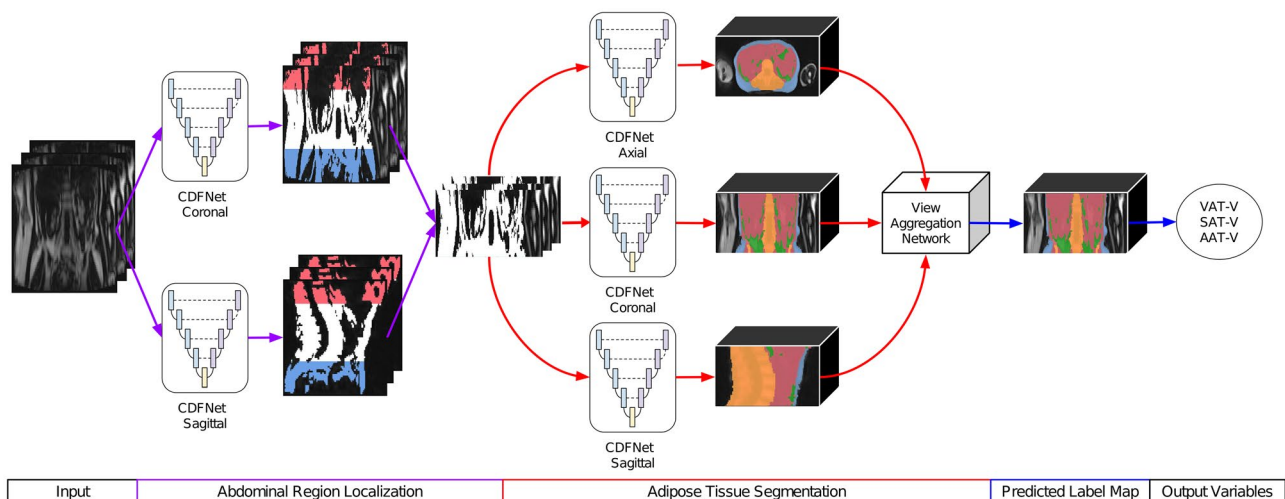 CDFNet
Coronal
CDFNet
Sagittal
CDFNet
Axial
CDFNet
Coronal
CDFNet
Sagittal
View
Aggregation
Network
VAT-V
SAT-V
AAT-V
Input
Abdominal Region Localization
Adipose Tissue Segmentation
Predicted Label Map
Output Variables